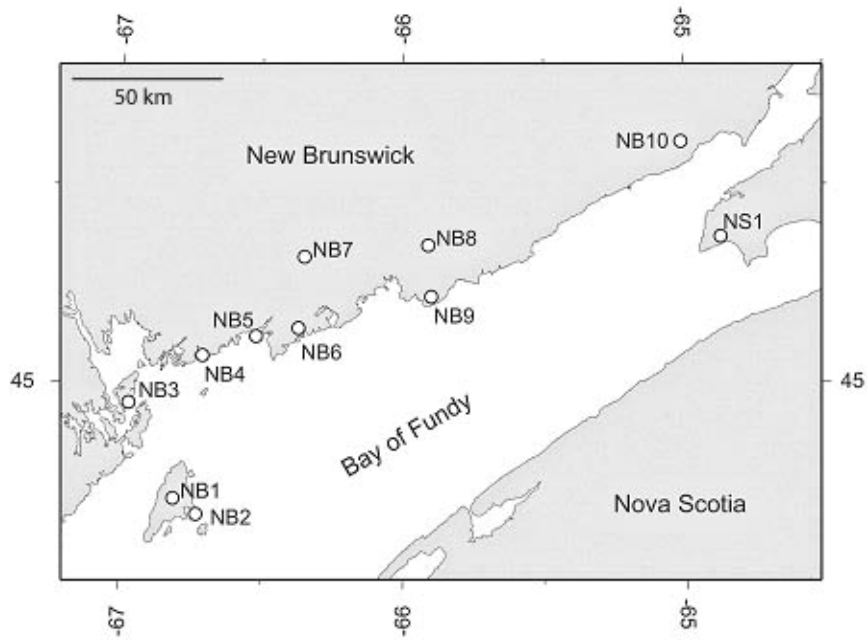 -67
-66
-65
50 km
New Brunswick
NB10
NS1
NB8
NB7
NB9
NB5
NB6
NB4
45
45
NB3
Bay of Fundy
NB1
Nova Scotia
NB2
-67
-66
-65